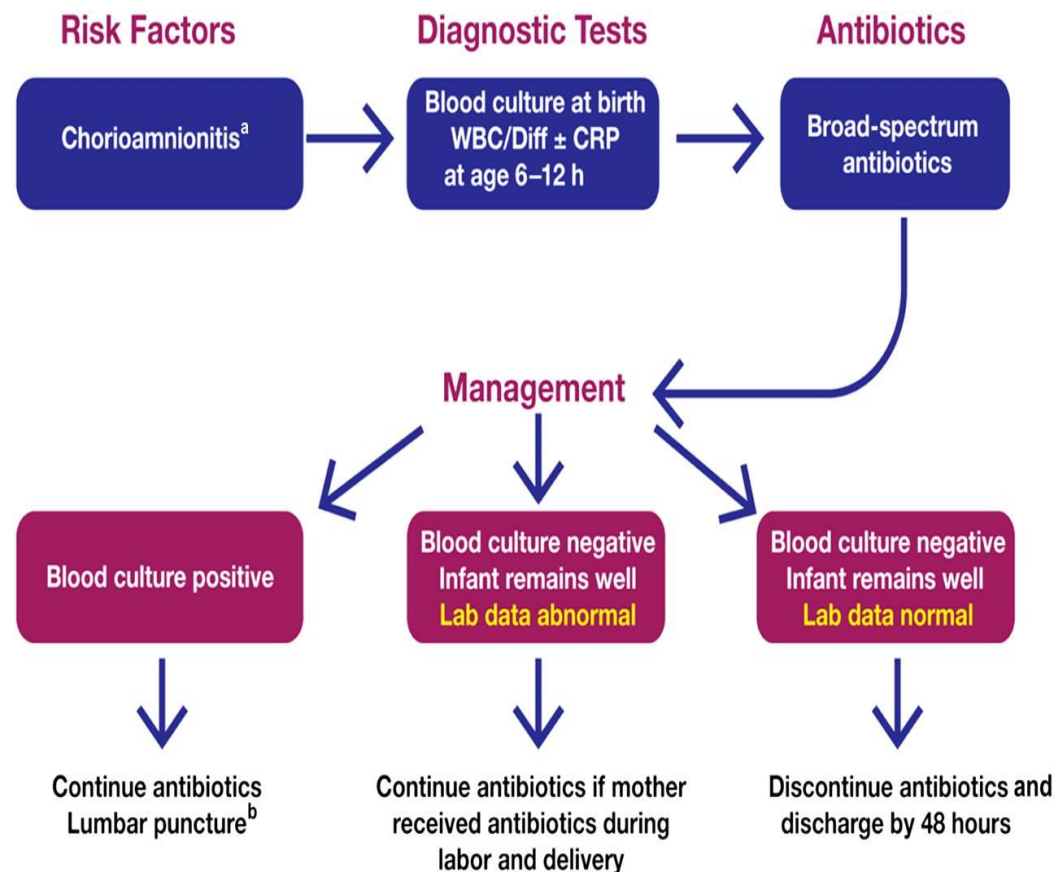 Risk Factors
Diagnostic Tests
Antibiotics
Chorioamnionitisᵃ
Blood culture at birth
WBC/Diff ± CRP
at age 6–12 h
Broad-spectrum
antibiotics
Management
Blood culture positive
Blood culture negative
Infant remains well
Lab data abnormal
Blood culture negative
Infant remains well
Lab data normal
Continue antibiotics
Lumbar punctureᵇ
Continue antibiotics if mother
received antibiotics during
labor and delivery
Discontinue antibiotics and
discharge by 48 hours